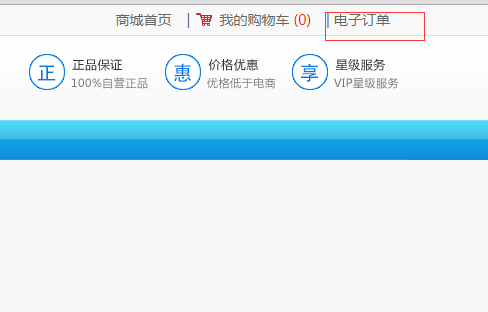 商城首页 | 我的购物车 (0) | 电子订单
正 正品保证 惠 价格优惠 享 星级服务
100%自营正品 优格低于电商 VIP星级服务